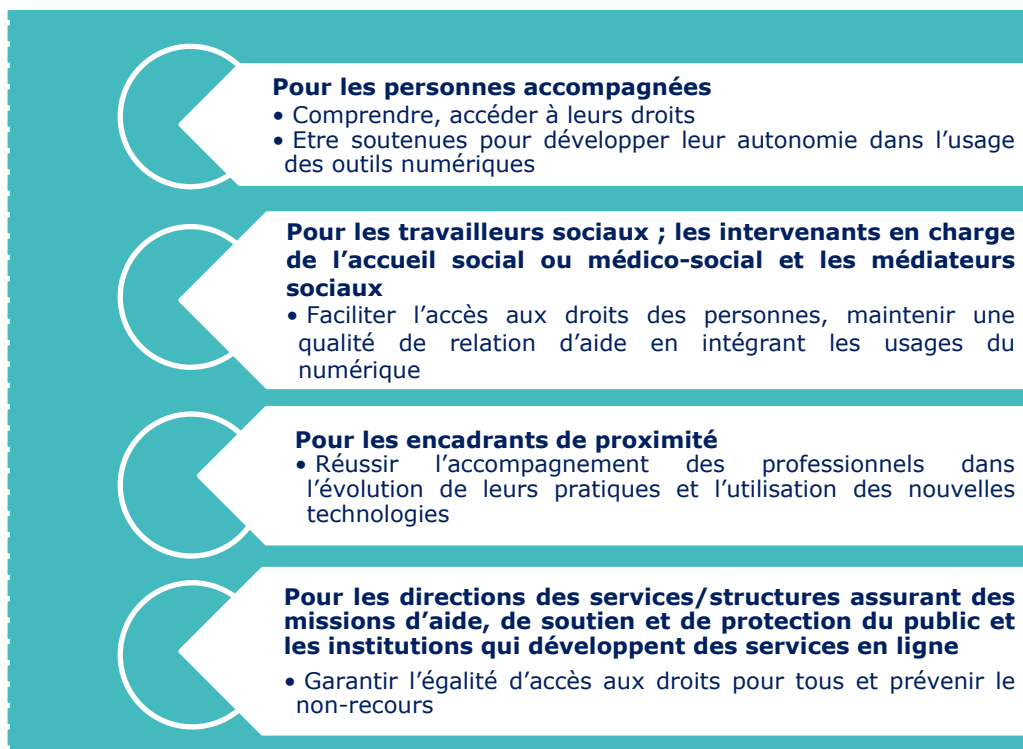 Pour les personnes accompagnées
• Comprendre, accéder à leurs droits
• Etre soutenues pour développer leur autonomie dans l’usage
des outils numériques
Pour les travailleurs sociaux ; les intervenants en charge
de l’accueil social ou médico-social et les médiateurs
sociaux
• Faciliter l’accès aux droits des personnes, maintenir une
qualité de relation d’aide en intégrant les usages du
numérique
Pour les encadrants de proximité
• Réussir l’accompagnement des professionnels dans
l’évolution de leurs pratiques et l’utilisation des nouvelles
technologies
Pour les directions des services/structures assurant des
missions d’aide, de soutien et de protection du public et
les institutions qui développent des services en ligne
• Garantir l’égalité d’accès aux droits pour tous et prévenir le
non-recours